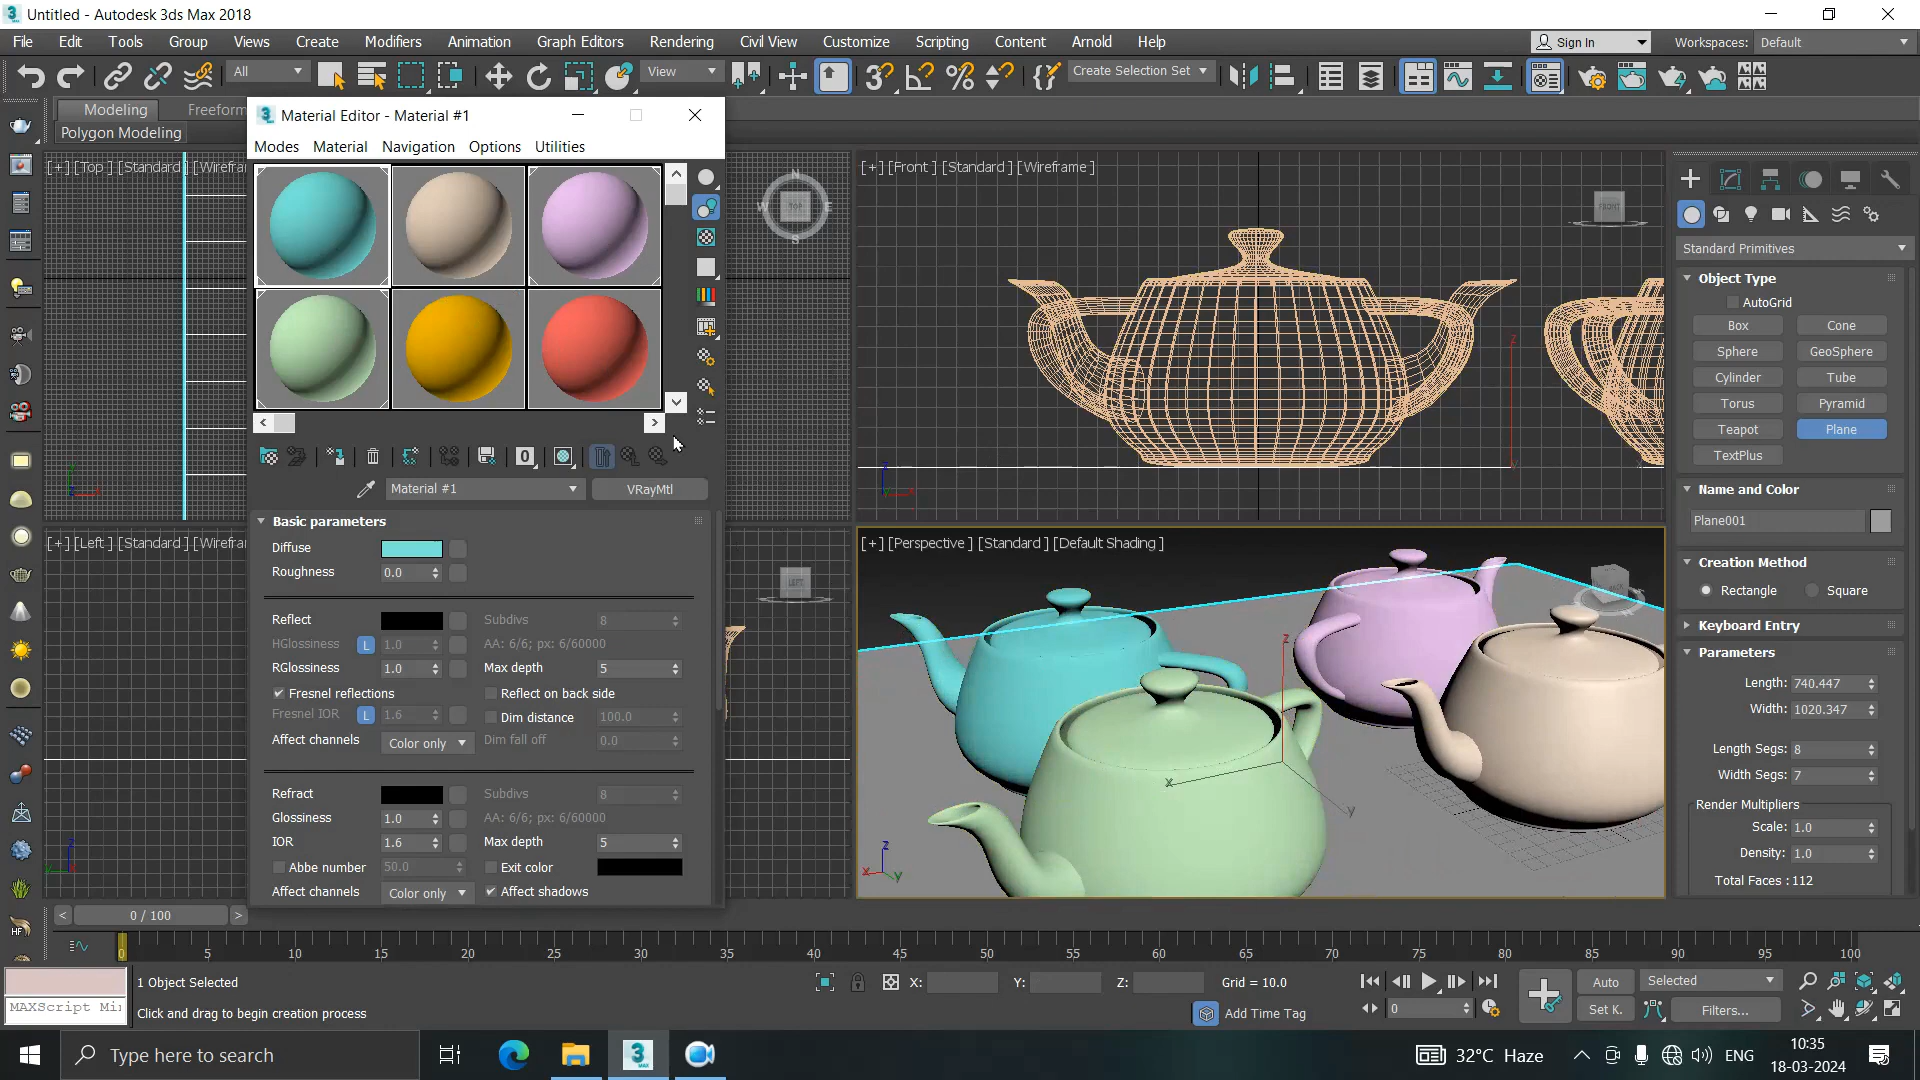 Untitled - Autodesk 3ds Max 2018
File Edit Tools Group Views Create Modifiers Animation Graph Editors Rendering Civil View Customize Scripting Content Arnold Help Sign In Workspaces: Default
All View Create Selection Set
Modeling Freeform
Polygon Modeling
Material Editor - Material #1
Modes Material Navigation Options Utilities
[+] [Top ] [Standard ] [Wirefra
[+] [Front ] [Standard ] [Wireframe ]
N
W TOP E
S
FRONT
Standard Primitives
Object Type
AutoGrid
Box Cone
Sphere GeoSphere
Cylinder Tube
Torus Pyramid
Teapot Plane
TextPlus
Name and Color
Plane001
Creation Method
Rectangle Square
Keyboard Entry
Parameters
Length: 740.447
Width: 1020.347
Length Segs: 8
Width Segs: 7
Render Multipliers
Scale: 1.0
Density: 1.0
Total Faces : 112
0
Material #1 VRayMtl
Basic parameters
Diffuse
Roughness 0.0
Reflect Subdivs 8
HGlossiness L 1.0 AA: 6/6; px: 6/60000
RGlossiness 1.0 Max depth 5
Fresnel reflections Reflect on back side
Fresnel IOR L 1.6 Dim distance 100.0
Affect channels Color only Dim fall off 0.0
Refract Subdivs 8
Glossiness 1.0 AA: 6/6; px: 6/60000
IOR 1.6 Max depth 5
Abbe number 50.0 Exit color
Affect channels Color only Affect shadows
[+] [Left ] [Standard ] [Wirefra
LEFT
[+] [Perspective ] [Standard ] [Default Shading ]
z
x
y
z
x y
HF
< 0 / 100 >
0 5 10 15 20 25 30 35 40 45 50 55 60 65 70 75 80 85 90 95 100
1 Object Selected X: Y: Z: Grid = 10.0 Auto Selected
MAXScript Mi Click and drag to begin creation process Add Time Tag 0 Set K. Filters...
Type here to search 32°C Haze ENG 10:35
18-03-2024